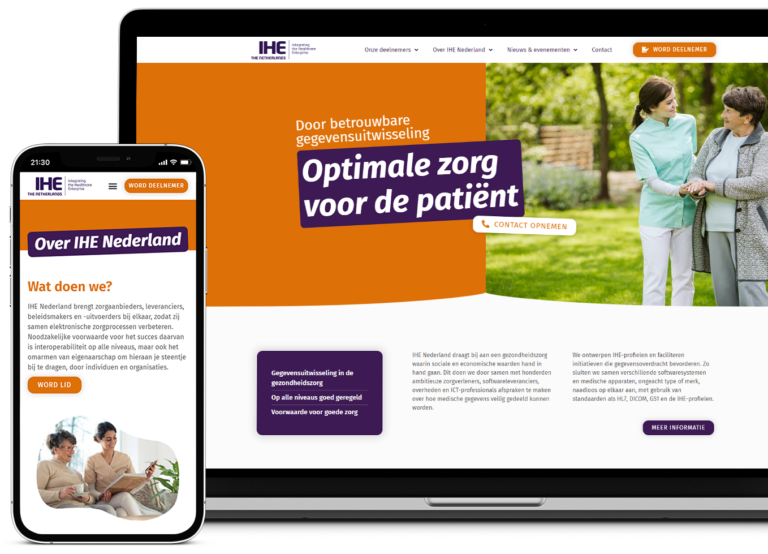 IHE
Integrating
the Healthcare
Enterprise
THE NETHERLANDS
Onze deelnemers
Over IHE Nederland
Nieuws & evenementen
Contact
WORD DEELNEMER
Door betrouwbare
gegevensuitwisseling
Optimale zorg
voor de patiënt
CONTACT OPNEMEN
Gegevensuitwisseling in de
gezondheidszorg
Op alle niveaus goed geregeld
Voorwaarde voor goede zorg
IHE Nederland draagt bij aan een gezondheidszorg
waarin sociale en economische waarden hand in
hand gaan. Dit doen we door samen met honderden
ambitieuze zorgverleners, softwareleveranciers,
overheden en ICT-professionals afspraken te maken
over hoe medische gegevens veilig gedeeld kunnen
worden.
We ontwerpen IHE-profielen en faciliteren
initiatieven die gegevensoverdracht bevorderen. Zo
sluiten we samen verschillende softwaresystemen
en medische apparaten, ongeacht type of merk,
naadloos op elkaar aan, met gebruik van
standaarden als HL7, DICOM, GS1 en de IHE-profielen.
MEER INFORMATIE
21:30
IHE
Integrating
the Healthcare
Enterprise
THE NETHERLANDS
WORD DEELNEMER
Over IHE Nederland
Wat doen we?
IHE Nederland brengt zorgaanbieders, leveranciers,
beleidsmakers en -uitvoerders bij elkaar, zodat zij
samen elektronische zorgprocessen verbeteren.
Noodzakelijke voorwaarde voor het succes daarvan
is interoperabiliteit op alle niveaus, maar ook het
omarmen van eigenaarschap om hieraan je steentje
bij te dragen, door individuen en organisaties.
WORD LID